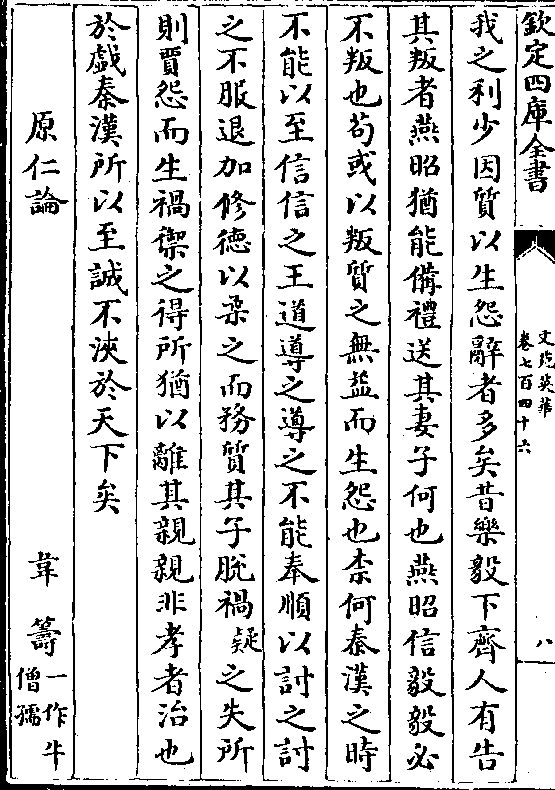 欽定四庫全書
文苑英華
卷七百四十六
八
我之利少因質以生怨辭者多矣昔樂毅下齊人有告
其叛者燕昭猶能備禮送其妻子何也燕昭信毅毅必
不叛也苟或以叛質之無益而生怨也柰何秦漢之時
不能以至信信之王道導之導之不能奉順以討之討
之不服退加修德以柔之而務質其子脫禍疑之失所
則賈怨而生禍禦之得所猶以離其親親非孝者治也
於戲秦漢所以至誠不浹於天下矣
原仁論
韋籌一作牛僧孺